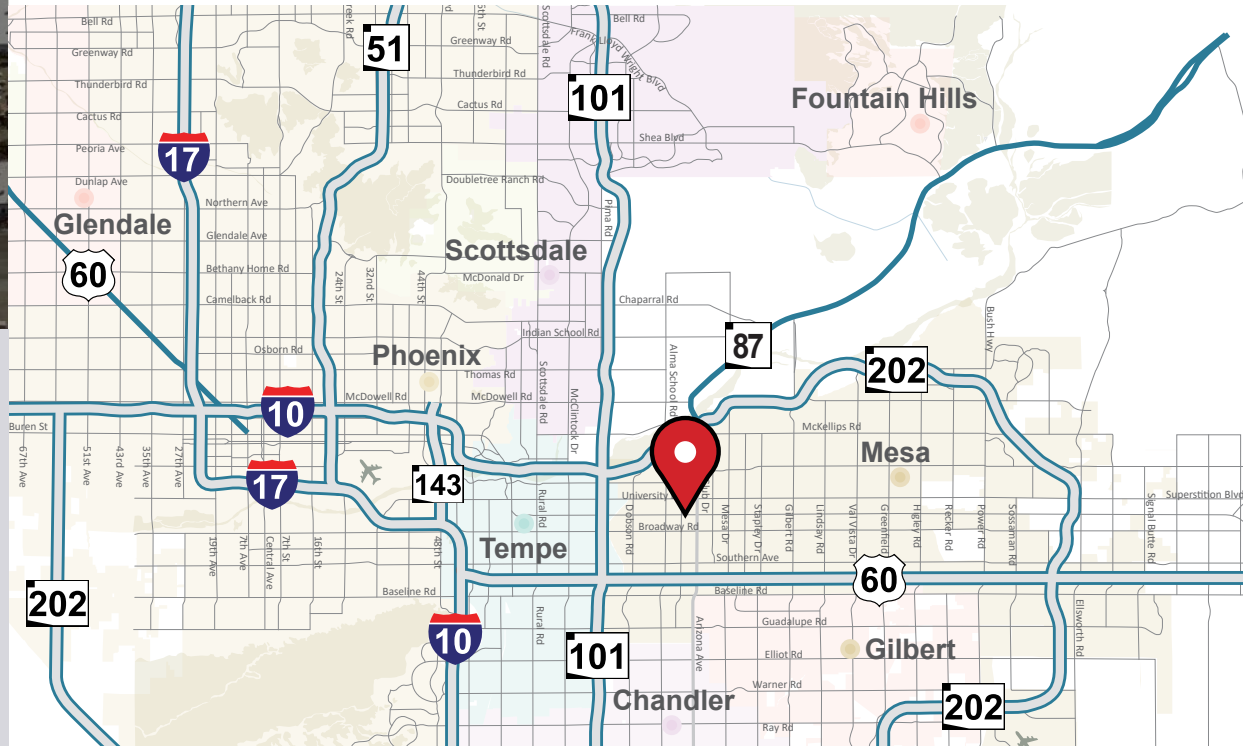 Bell Rd
Bell Rd
Greenway Rd
Greenway Rd
Scottsdale Rd
Frank Lloyd Wright Blvd
51
Thunderbird Rd
Thunderbird Rd
101
Fountain Hills
Cactus Rd
Cactus Rd
Shea Blvd
Peoria Ave
17
Dunlap Ave
Doubletree Ranch Rd
Northern Ave
Pima Rd
Glendale
Glendale Ave
Scottsdale
60
Bethany Home Rd
24th St
32nd St
44th St
McDonald Dr
Camelback Rd
Chaparral Rd
Indian School Rd
Bush Hwy
87
Osborn Rd
Phoenix
Alma School Rd
202
Thomas Rd
Scottsdale Rd
McClintock Dr
McDowell Rd
McDowell Rd
10
Buren St
McKellips Rd
Mesa
67th Ave
51st Ave
43rd Ave
35th Ave
27th Ave
17
143
University
Superstition Blvd
Rural Rd
Dobson Rd
Broadway Rd
Mesa Dr
Stapley Dr
Gilbert Rd
Lindsay Rd
Val Vista Dr
Greenfield
Higley Rd
Recker Rd
Power Rd
Sossaman Rd
Signal Butte Rd
19th Ave
7th Ave
Central Ave
7th St
16th St
48th St
Tempe
Southern Ave
60
Baseline Rd
Baseline Rd
202
Rural Rd
10
101
Arizona Ave
Guadalupe Rd
Ellsworth Rd
Elliot Rd
Gilbert
Warner Rd
Chandler
202
Ray Rd